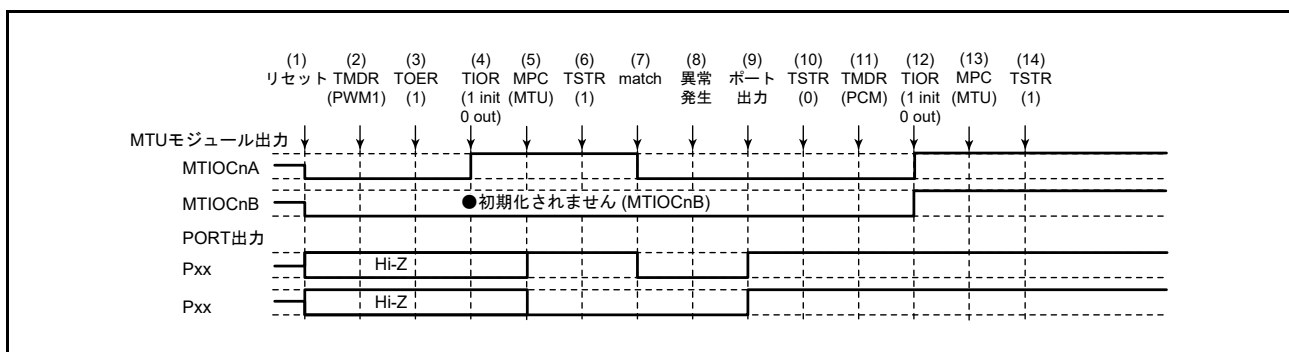 (1) (2) (3) (4) (5) (6) (7) (8) (9) (10) (11) (12) (13) (14)
リセット TMDR TOER TIOR MPC TSTR match 異常 ポート TSTR TMDR TIOR MPC TSTR
(PWM1) (1) (1 init (MTU) (1) 発生 出力 (0) (PCM) (1 init (MTU) (1)
0 out) 0 out)
MTUモジュール出力
MTIOCnA
MTIOCnB ●初期化されません (MTIOCnB)
PORT出力
Pxx Hi-Z
Pxx Hi-Z